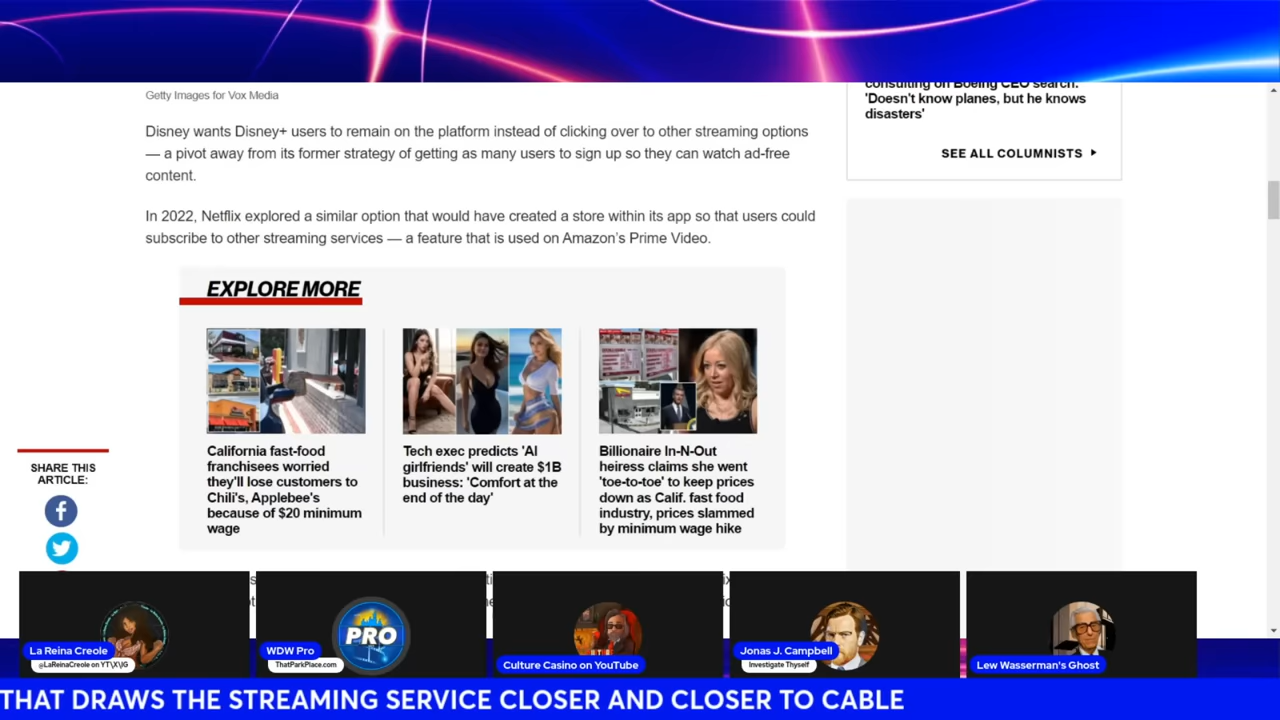 Getty Images for Vox Media
Disney wants Disney+ users to remain on the platform instead of clicking over to other streaming options
— a pivot away from its former strategy of getting as many users to sign up so they can watch ad-free
content.
In 2022, Netflix explored a similar option that would have created a store within its app so that users could
subscribe to other streaming services — a feature that is used on Amazon's Prime Video.
consulting on Boeing CEO search:
'Doesn't know planes, but he knows
disasters'
SEE ALL COLUMNISTS
EXPLORE MORE
California fast-food
franchisees worried
they'll lose customers to
Chili's, Applebee's
because of $20 minimum
wage
Tech exec predicts 'AI
girlfriends' will create $1B
business: 'Comfort at the
end of the day'
Billionaire In-N-Out
heiress claims she went
'toe-to-toe' to keep prices
down as Calif. fast food
industry, prices slammed
by minimum wage hike
SHARE THIS
ARTICLE:
La Reina Creole
@LaReinaCreole on YT\X\IG
PRO
WDW Pro
ThatParkPlace.com
Culture Casino on YouTube
Jonas J. Campbell
Investigate Thyself
Lew Wasserman's Ghost
THAT DRAWS THE STREAMING SERVICE CLOSER AND CLOSER TO CABLE